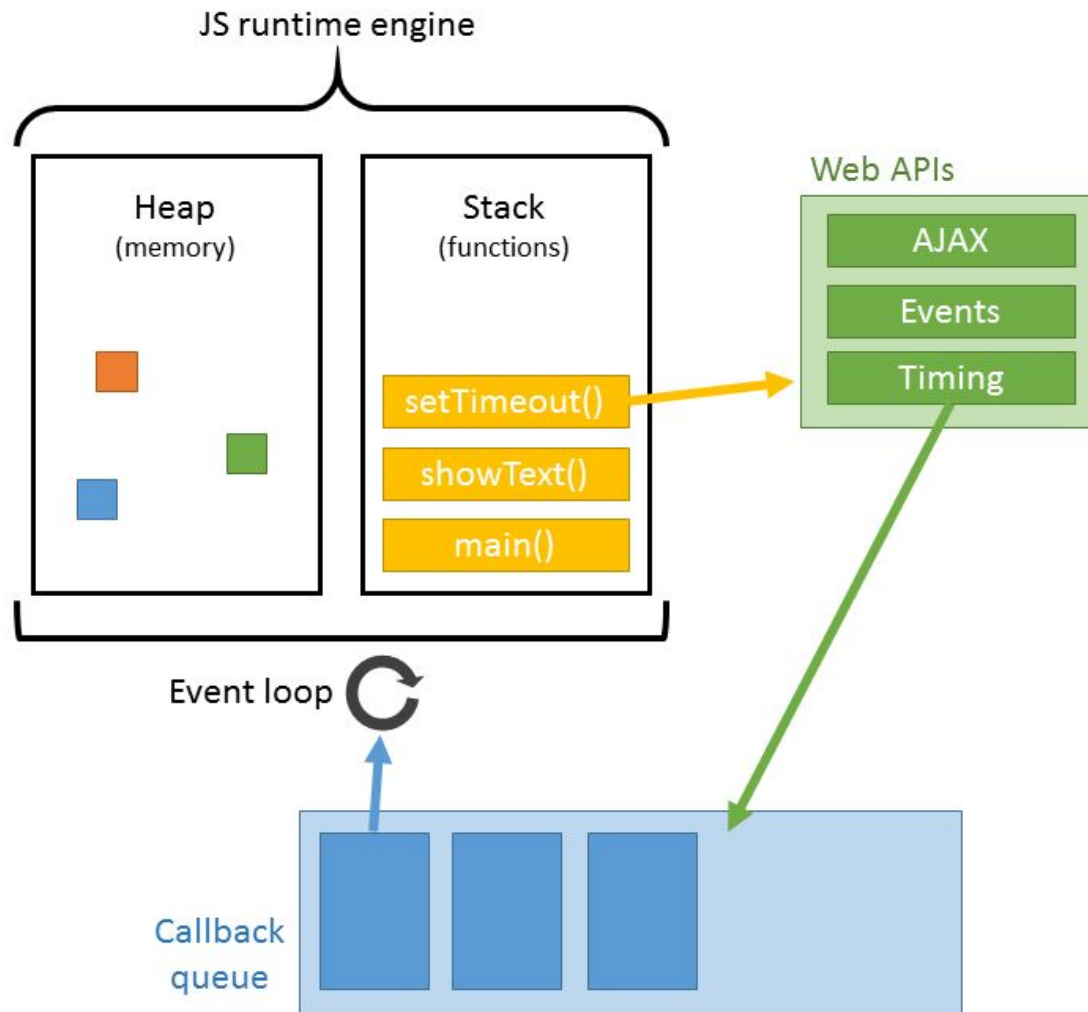 JS runtime engine
Heap
(memory)
Stack
(functions)
setTimeout()
showText()
main()
Web APIs
AJAX
Events
Timing
Event loop
Callback
queue